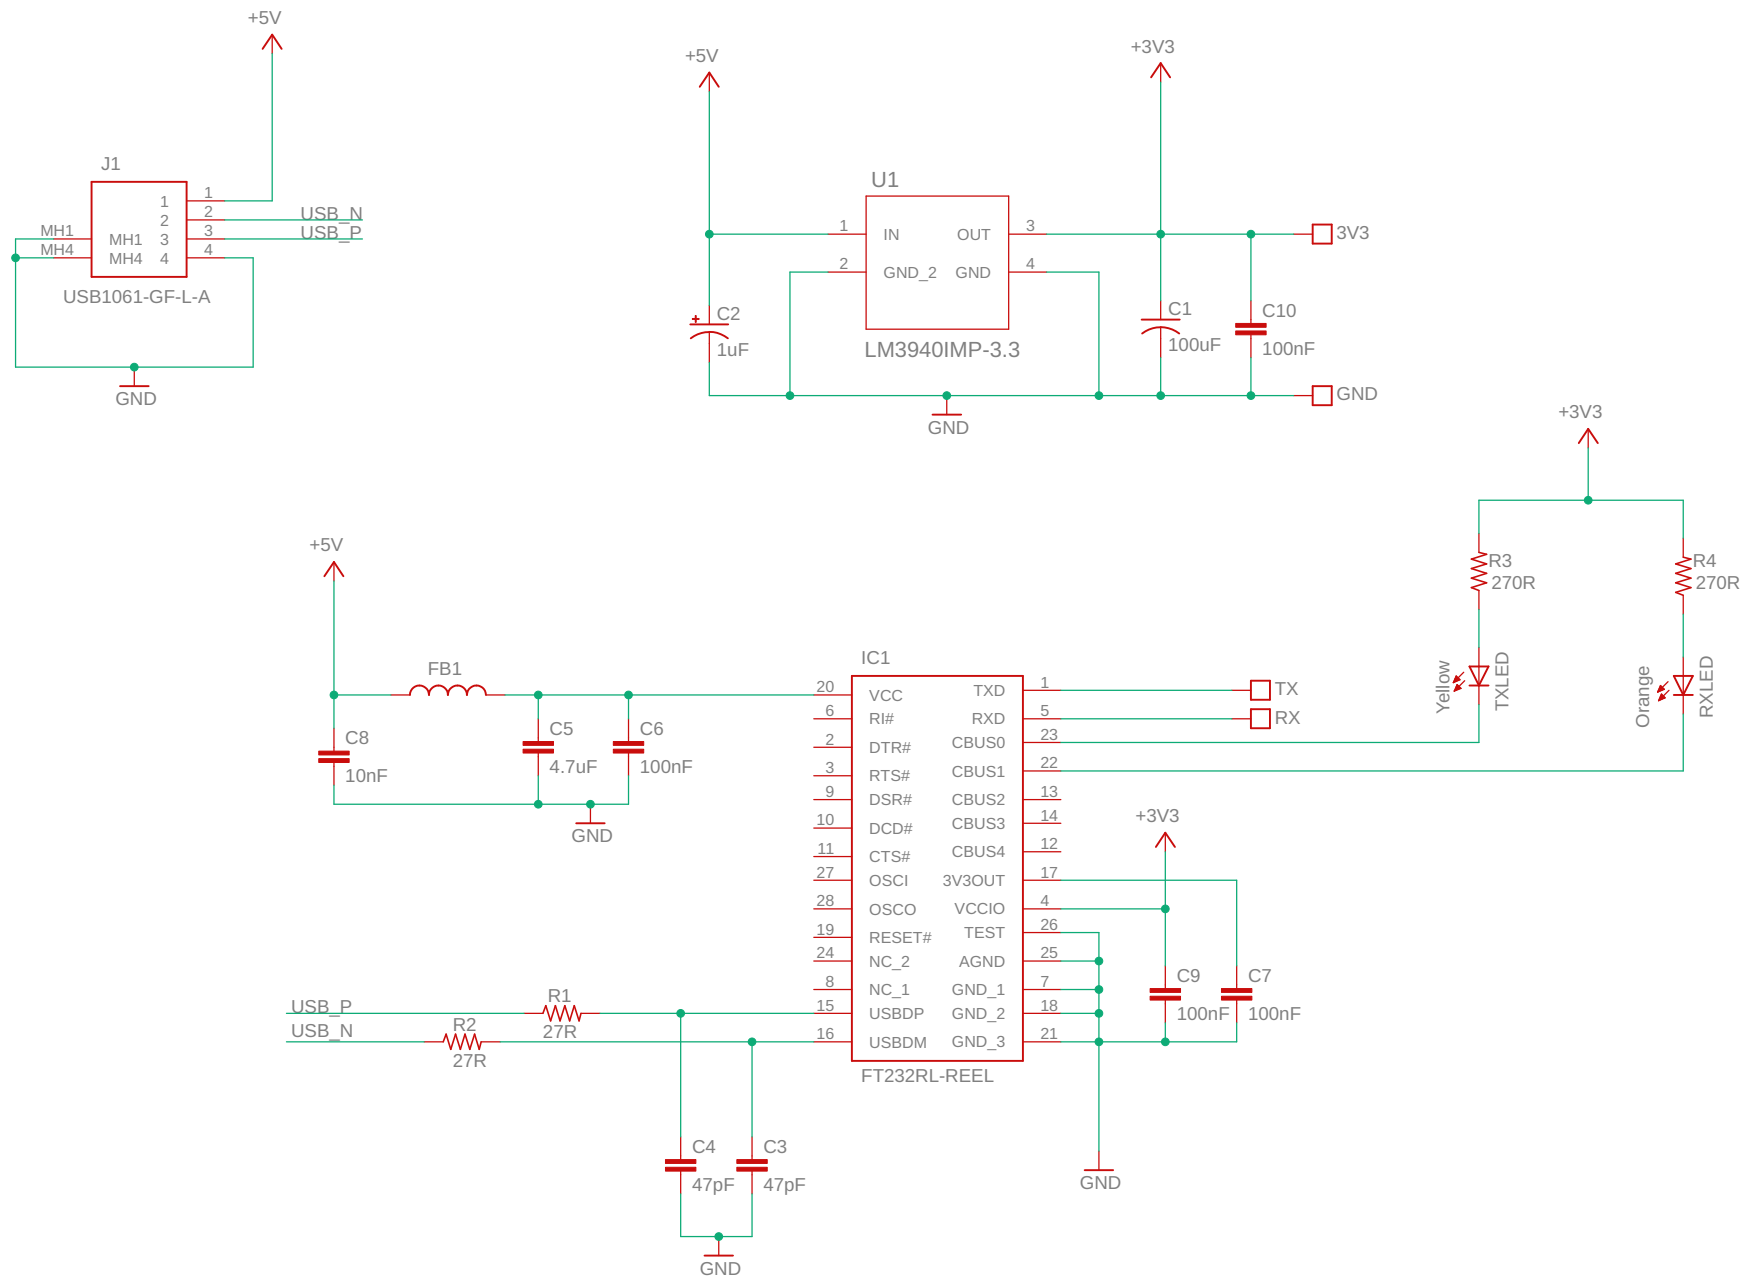 +5V
J1
1
2
3
4
1
2
3
4
MH1
MH4
MH1
MH4
USB_N
USB_P
USB1061-GF-L-A
GND
+5V
+3V3
U1
1
2
IN
GND_2
OUT
GND
3
4
LM3940IMP-3.3
C2
1uF
C1
100uF
C10
100nF
3V3
GND
GND
+3V3
R3
270R
R4
270R
Yellow
TXLED
Orange
RXLED
+5V
FB1
C8
10nF
C5
4.7uF
C6
100nF
GND
IC1
20 VCC
6 RI#
2 DTR#
3 RTS#
9 DSR#
10 DCD#
11 CTS#
27 OSCI
28 OSCO
19 RESET#
24 NC_2
8 NC_1
15 USBDP
16 USBDM
TXD 1
RXD 5
CBUS0 23
CBUS1 22
CBUS2 13
CBUS3 14
CBUS4 12
3V3OUT 17
VCCIO 4
TEST 26
AGND 25
GND_1 7
GND_2 18
GND_3 21
FT232RL-REEL
TX
RX
+3V3
C9
100nF
C7
100nF
GND
USB_P
USB_N
R1
27R
R2
27R
C4
47pF
C3
47pF
GND